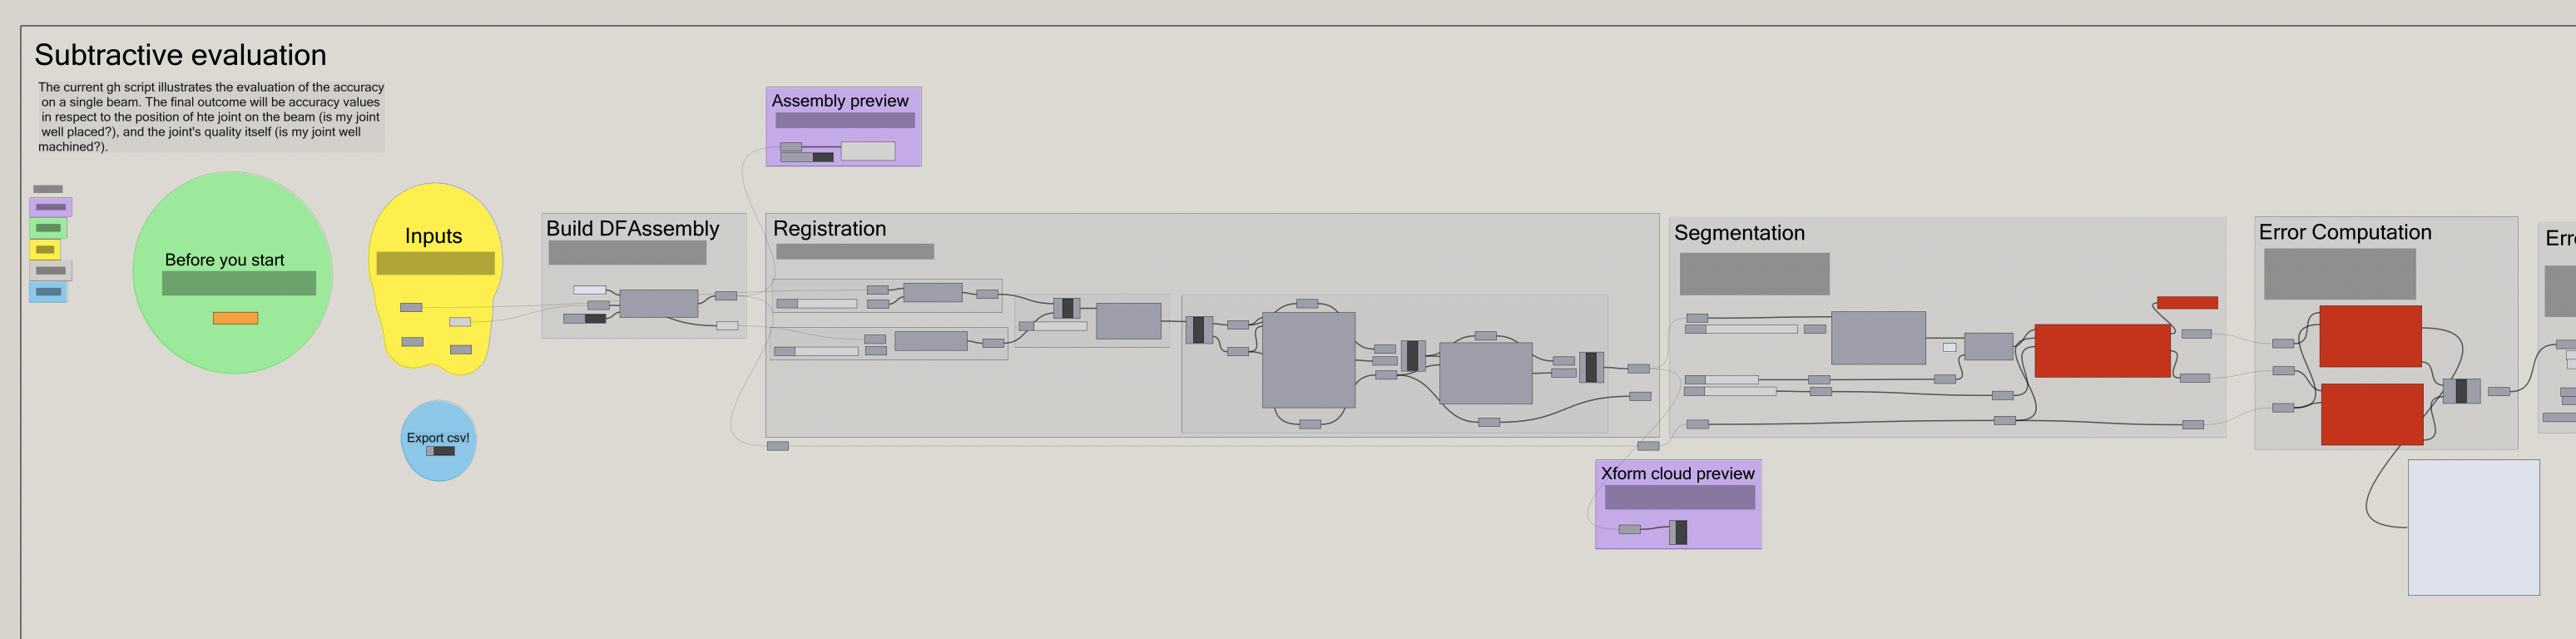 Subtractive evaluation
The current gh script illustrates the evaluation of the accuracy
on a single beam. The final outcome will be accuracy values
in respect to the position of hte joint on the beam (is my joint
well placed?), and the joint's quality itself (is my joint well
machined?).
Assembly preview
Before you start
Inputs
Build DFAssembly
Registration
Segmentation
Error Computation
Export csv!
Xform cloud preview